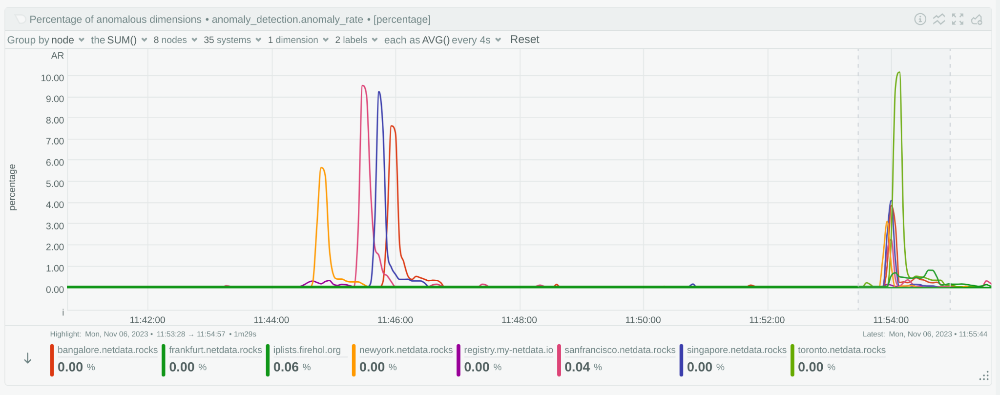 Percentage of anomalous dimensions • anomaly_detection.anomaly_rate • [percentage]
Group by node the SUM() 8 nodes 35 systems 1 dimension 2 labels each as AVG() every 4s Reset
AR
10.00
9.00
8.00
7.00
6.00
5.00
4.00
3.00
2.00
1.00
0.00
i
percentage
11:42:00 11:44:00 11:46:00 11:48:00 11:50:00 11:52:00 11:54:00
Highlight: Mon, Nov 06, 2023 • 11:53:28 → 11:54:57 • 1m29s Latest: Mon, Nov 06, 2023 • 11:55:44
bangalore.netdata.rocks frankfurt.netdata.rocks iplists.firehol.org newyork.netdata.rocks registry.my-netdata.io sanfrancisco.netdata.rocks singapore.netdata.rocks toronto.netdata.rocks
0.00 % 0.00 % 0.06 % 0.00 % 0.00 % 0.04 % 0.00 % 0.00 %